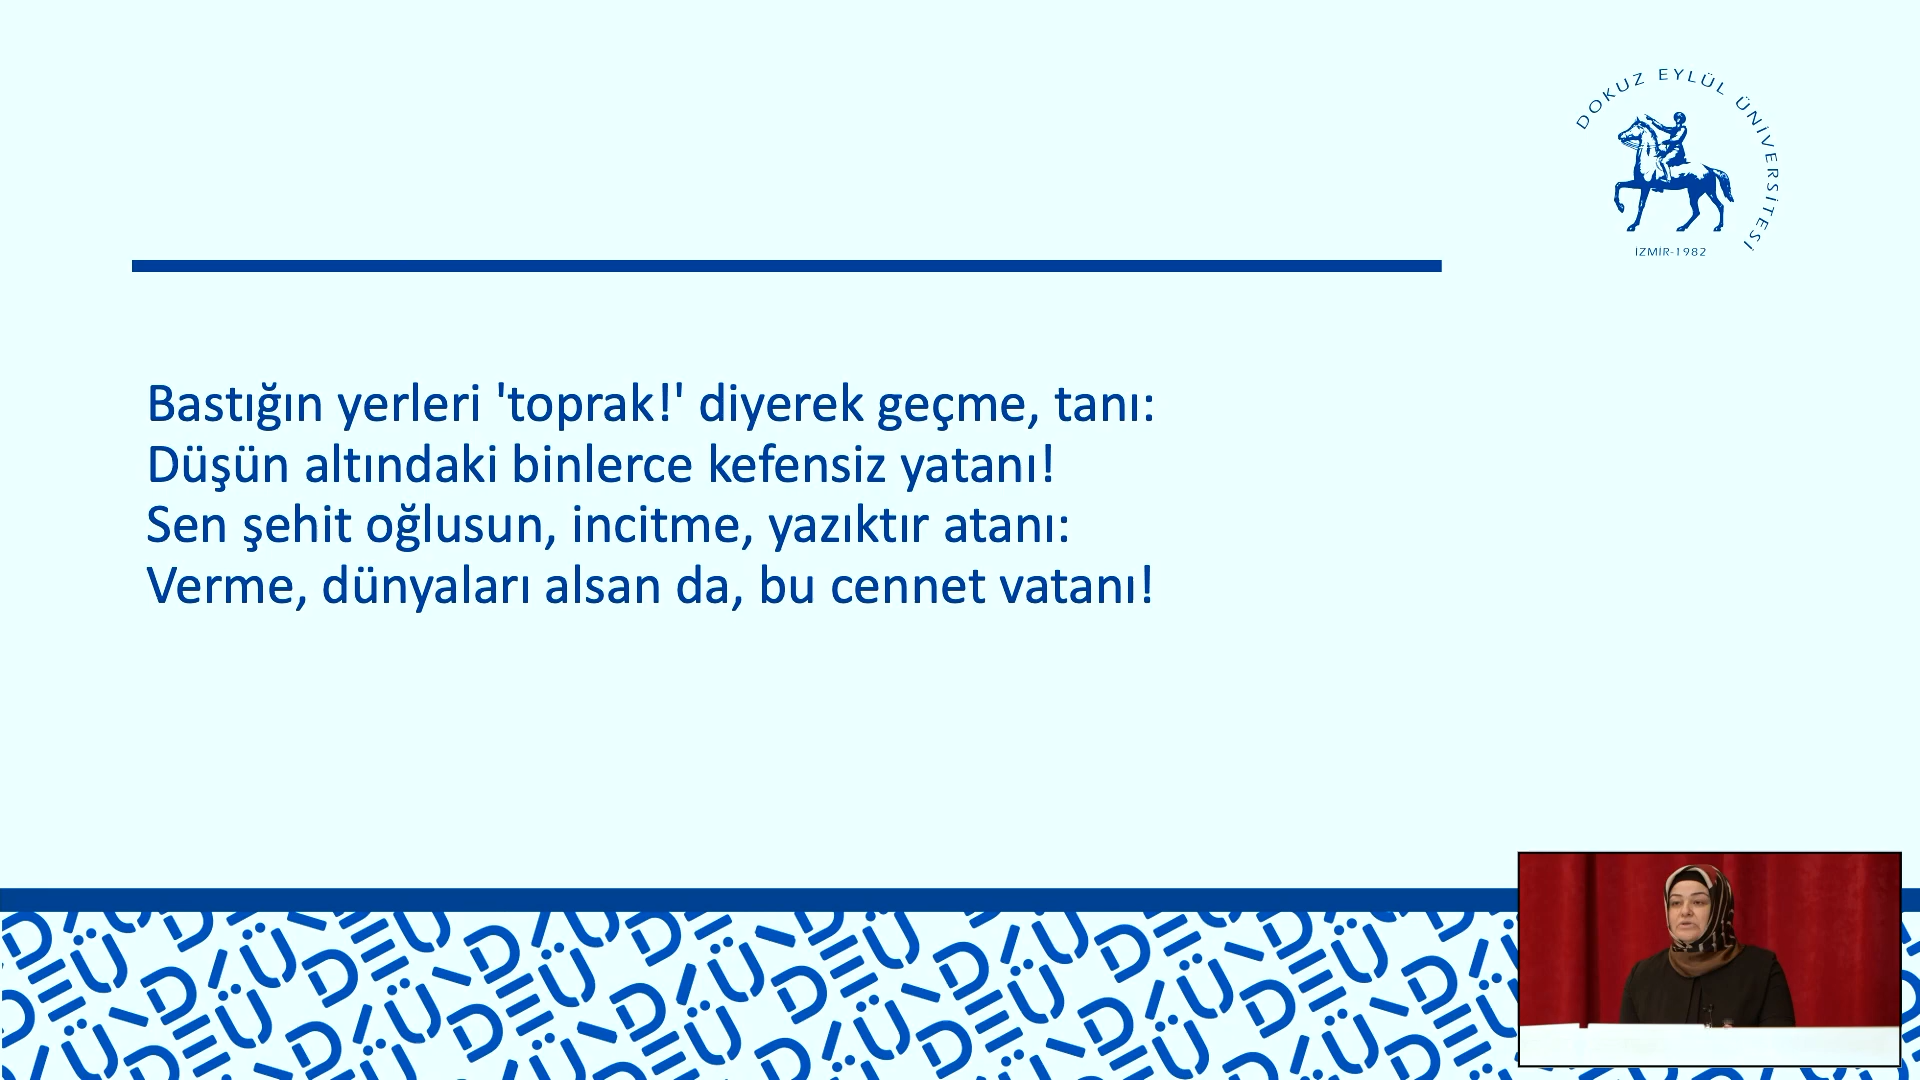 DOKUZ EYLÜL ÜNİVERSİTESİ
İZMİR-1982
Bastığın yerleri 'toprak!' diyerek geçme, tanı:
Düşün altındaki binlerce kefensiz yatanı!
Sen şehit oğlusun, incitme, yazıktır atanı:
Verme, dünyaları alsan da, bu cennet vatanı!